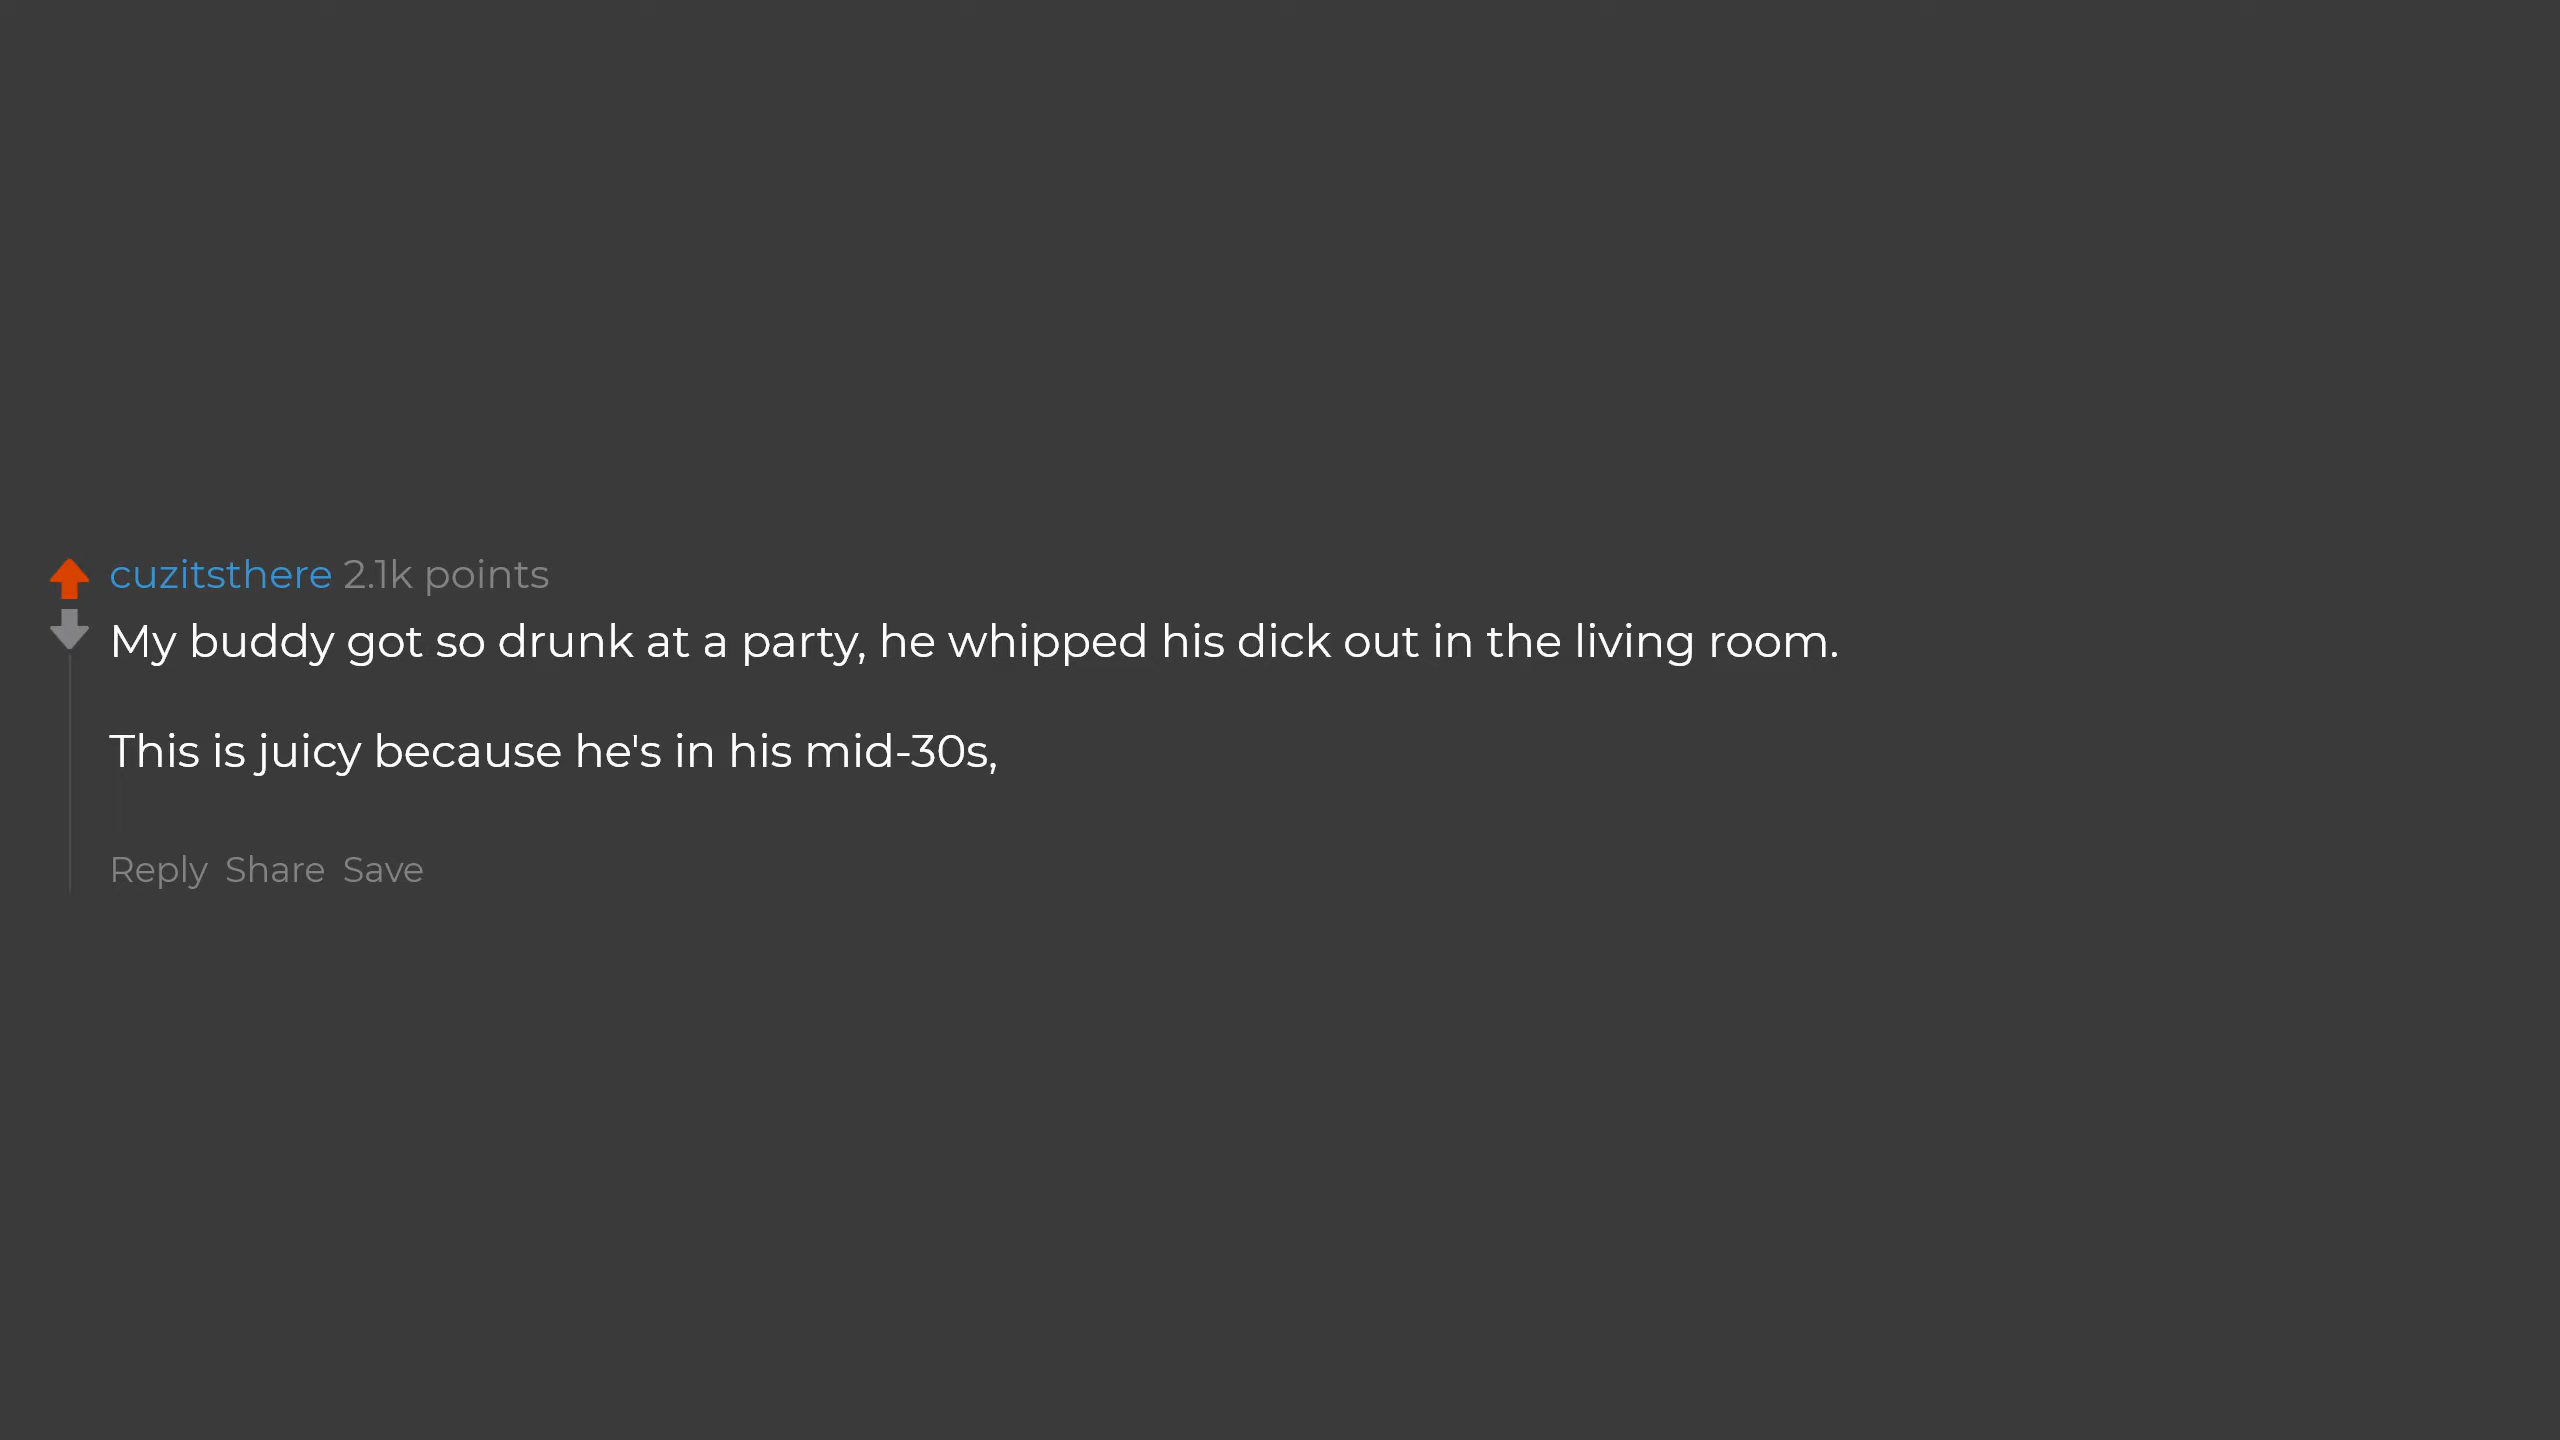 cuzitsthere 2.1k points
My buddy got so drunk at a party, he whipped his dick out in the living room.
This is juicy because he's in his mid-30s,
Reply Share Save